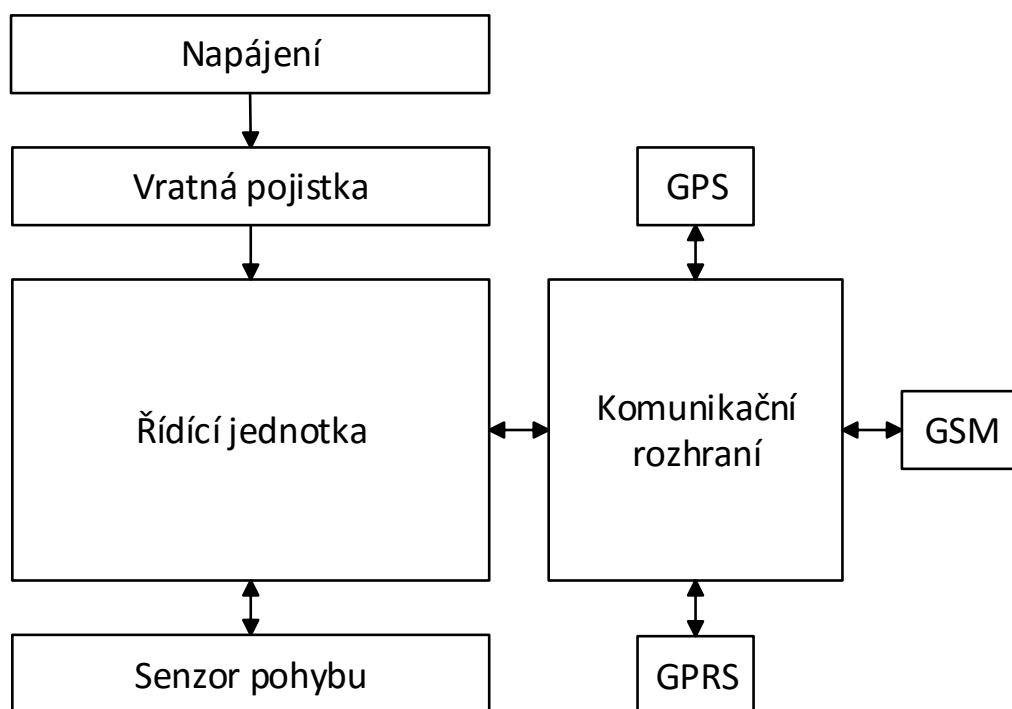 Napájení
Vratná pojistka
GPS
Řídící jednotka
Komunikační
rozhraní
GSM
Senzor pohybu
GPRS